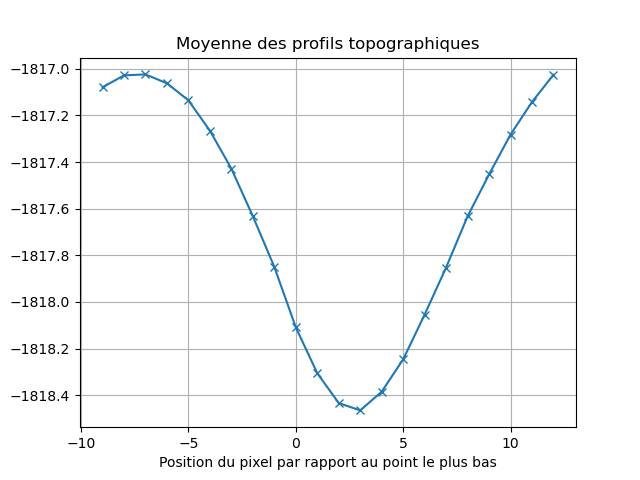 Moyenne des profils topographiques
−1817.0
−1817.2
−1817.4
−1817.6
−1817.8
−1818.0
−1818.2
−1818.4
−10 −5 0 5 10
Position du pixel par rapport au point le plus bas